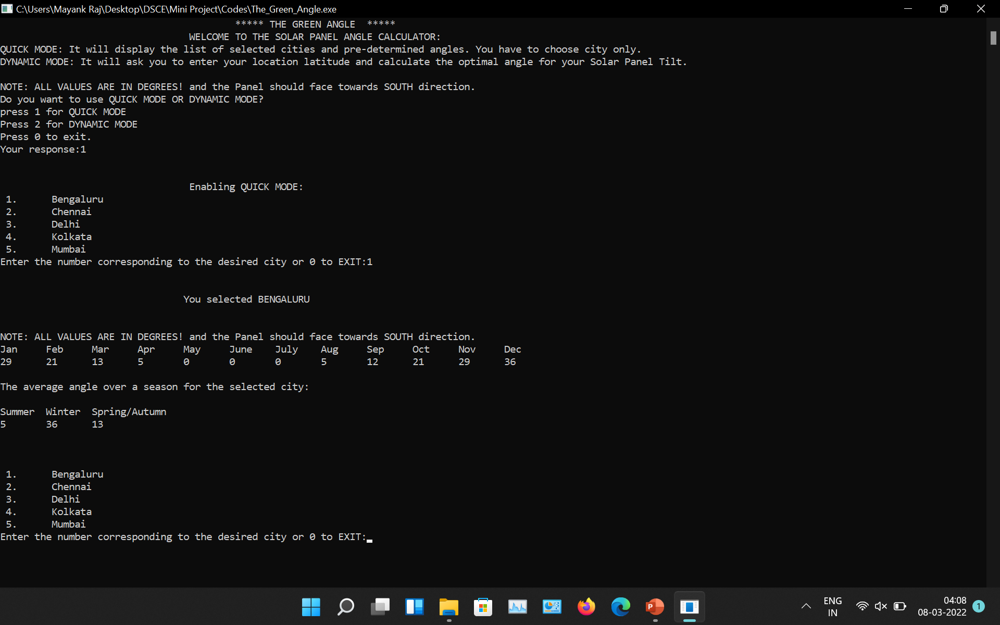 C:\Users\Mayank Raj\Desktop\DSCE\Mini Project\Codes\The_Green_Angle.exe
***** THE GREEN ANGLE  *****
WELCOME TO THE SOLAR PANEL ANGLE CALCULATOR:
QUICK MODE: It will display the list of selected cities and pre-determined angles. You have to choose city only.
DYNAMIC MODE: It will ask you to enter your location latitude and calculate the optimal angle for your Solar Panel Tilt.
NOTE: ALL VALUES ARE IN DEGREES! and the Panel should face towards SOUTH direction.
Do you want to use QUICK MODE OR DYNAMIC MODE?
press 1 for QUICK MODE
Press 2 for DYNAMIC MODE
Press 0 to exit.
Your response:1
Enabling QUICK MODE:
1. Bengaluru
2. Chennai
3. Delhi
4. Kolkata
5. Mumbai
Enter the number corresponding to the desired city or 0 to EXIT:1
You selected BENGALURU
NOTE: ALL VALUES ARE IN DEGREES! and the Panel should face towards SOUTH direction.
Jan Feb Mar Apr May June July Aug Sep Oct Nov Dec
29 21 13 5 0 0 0 5 12 21 29 36
The average angle over a season for the selected city:
Summer Winter Spring/Autumn
5 36 13
1. Bengaluru
2. Chennai
3. Delhi
4. Kolkata
5. Mumbai
Enter the number corresponding to the desired city or 0 to EXIT:
ENG
IN
04:08
08-03-2022
1
P